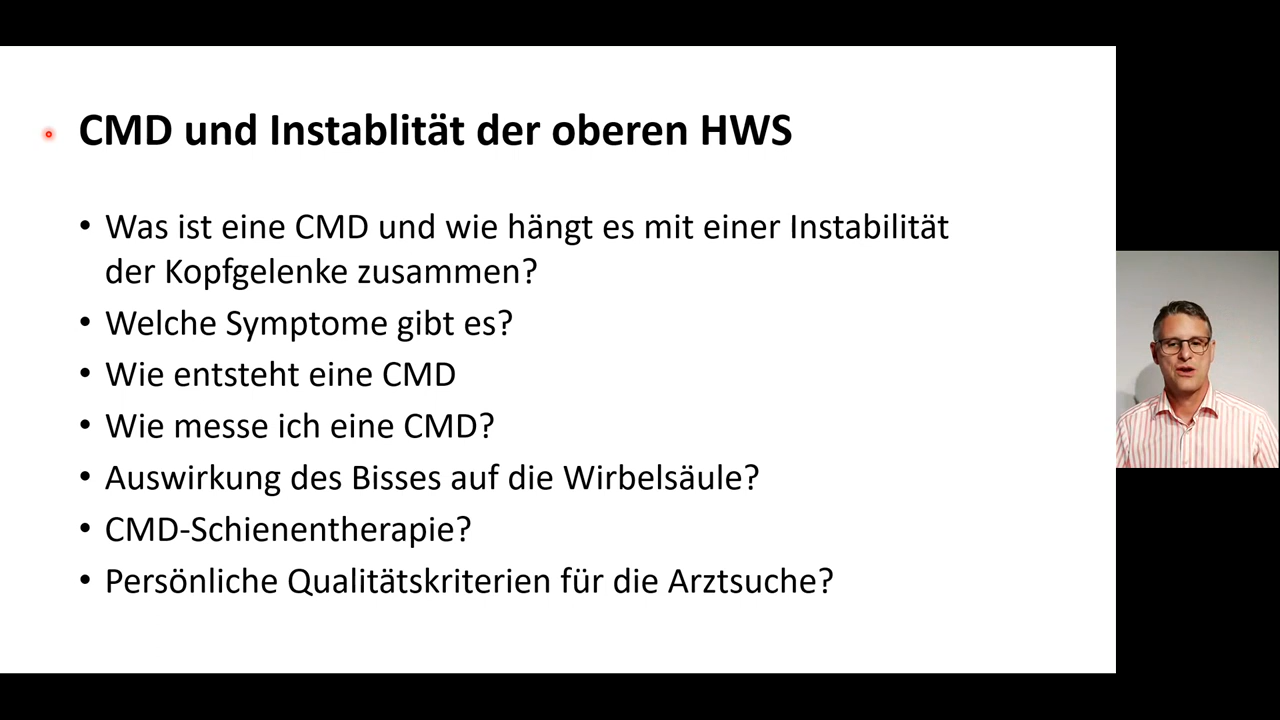 CMD und Instablität der oberen HWS
• Was ist eine CMD und wie hängt es mit einer Instabilität
der Kopfgelenke zusammen?
• Welche Symptome gibt es?
• Wie entsteht eine CMD
• Wie messe ich eine CMD?
• Auswirkung des Bisses auf die Wirbelsäule?
• CMD-Schienentherapie?
• Persönliche Qualitätskriterien für die Arztsuche?